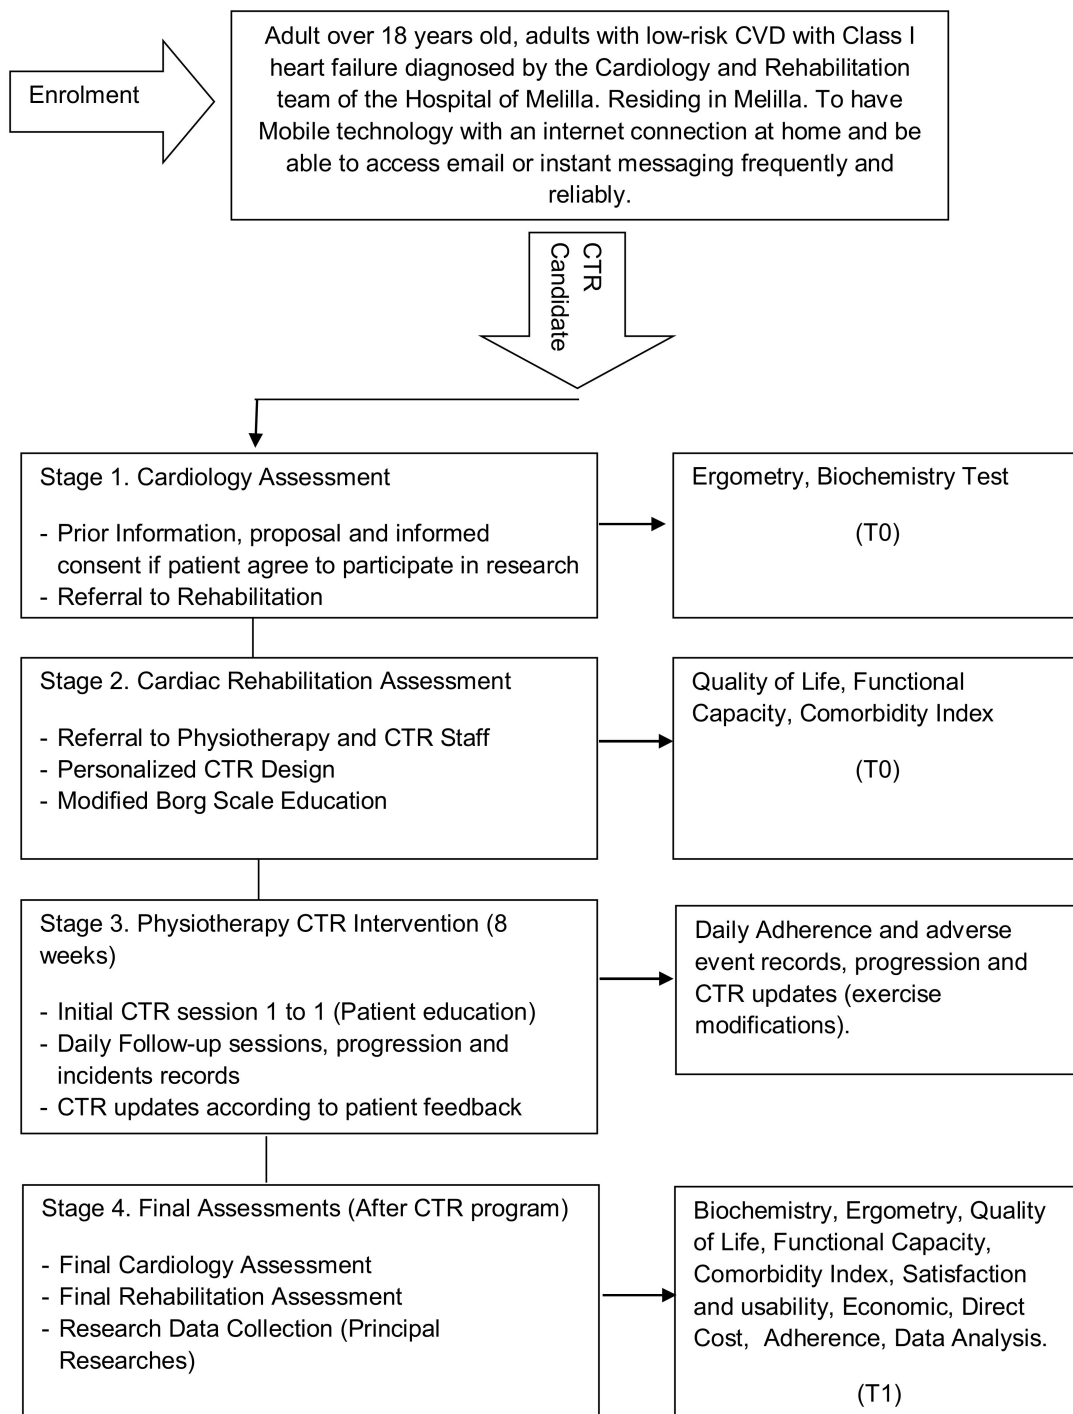 Enrolment
Adult over 18 years old, adults with low-risk CVD with Class I
heart failure diagnosed by the Cardiology and Rehabilitation
team of the Hospital of Melilla. Residing in Melilla. To have
Mobile technology with an internet connection at home and be
able to access email or instant messaging frequently and
reliably.
CTR
Candidate
Stage 1. Cardiology Assessment
- Prior Information, proposal and informed
consent if patient agree to participate in research
- Referral to Rehabilitation
Ergometry, Biochemistry Test
(T0)
Stage 2. Cardiac Rehabilitation Assessment
- Referral to Physiotherapy and CTR Staff
- Personalized CTR Design
- Modified Borg Scale Education
Quality of Life, Functional
Capacity, Comorbidity Index
(T0)
Stage 3. Physiotherapy CTR Intervention (8
weeks)
- Initial CTR session 1 to 1 (Patient education)
- Daily Follow-up sessions, progression and
incidents records
- CTR updates according to patient feedback
Daily Adherence and adverse
event records, progression and
CTR updates (exercise
modifications).
Stage 4. Final Assessments (After CTR program)
- Final Cardiology Assessment
- Final Rehabilitation Assessment
- Research Data Collection (Principal
Researches)
Biochemistry, Ergometry, Quality
of Life, Functional Capacity,
Comorbidity Index, Satisfaction
and usability, Economic, Direct
Cost, Adherence, Data Analysis.
(T1)